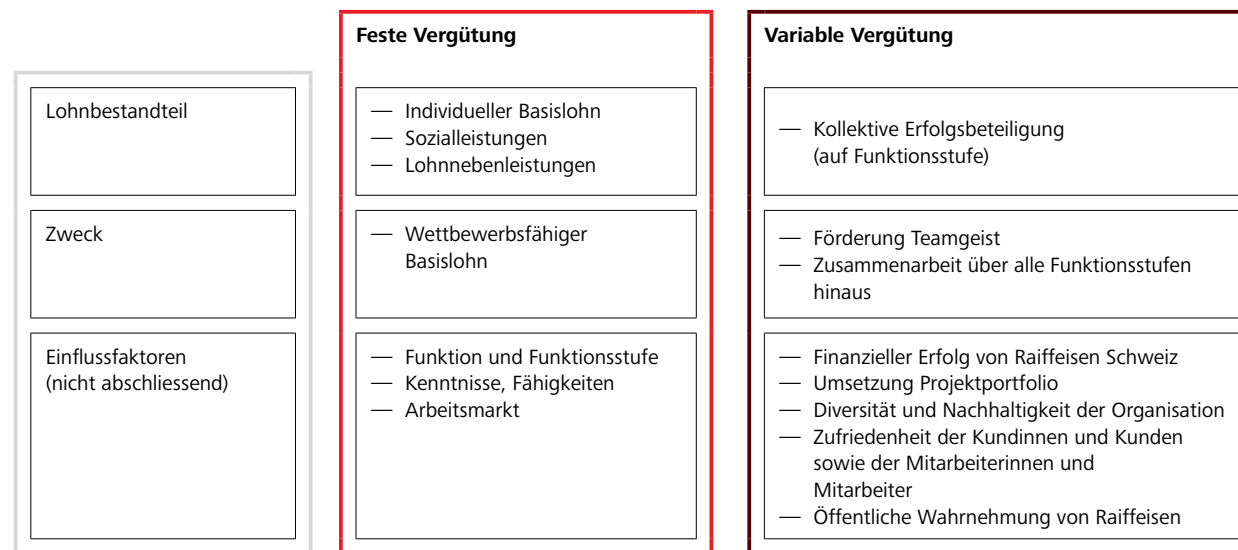 Feste Vergütung
Variable Vergütung
Lohnbestandteil
— Individueller Basislohn
— Sozialleistungen
— Lohnnebenleistungen
— Kollektive Erfolgsbeteiligung
(auf Funktionsstufe)
Zweck
— Wettbewerbsfähiger
Basislohn
— Förderung Teamgeist
— Zusammenarbeit über alle Funktionsstufen
hinaus
Einflussfaktoren
(nicht abschliessend)
— Funktion und Funktionsstufe
— Kenntnisse, Fähigkeiten
— Arbeitsmarkt
— Finanzieller Erfolg von Raiffeisen Schweiz
— Umsetzung Projektportfolio
— Diversität und Nachhaltigkeit der Organisation
— Zufriedenheit der Kundinnen und Kunden
sowie der Mitarbeiterinnen und
Mitarbeiter
— Öffentliche Wahrnehmung von Raiffeisen